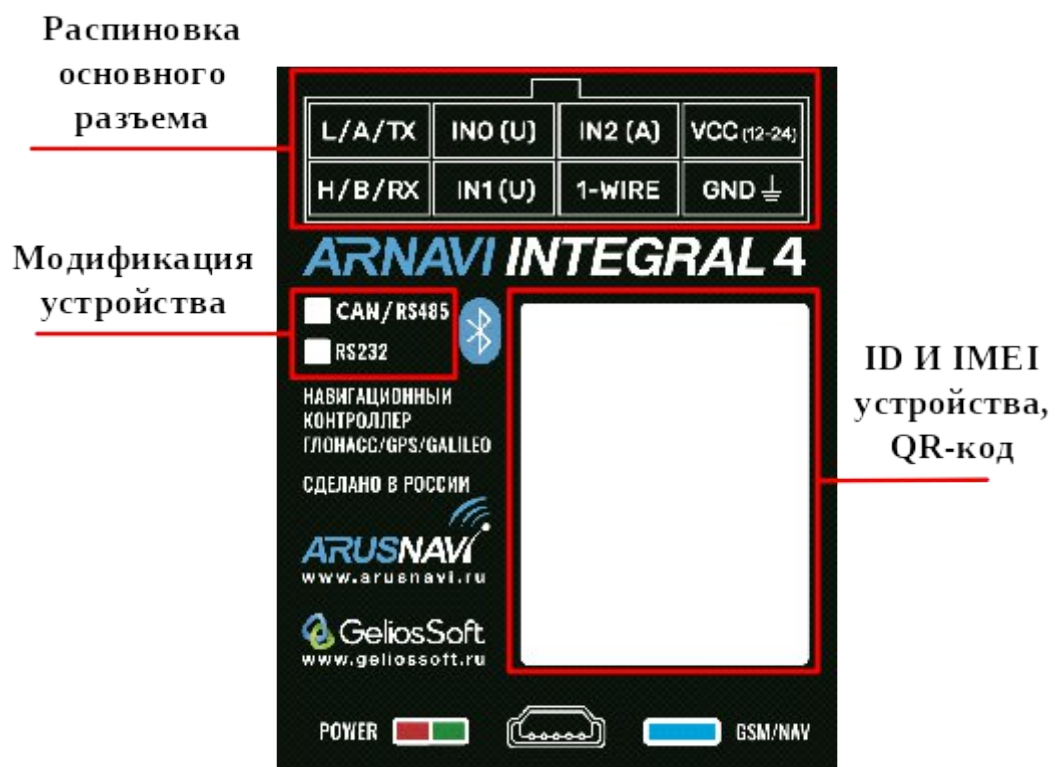 Распиновка
основного
разъема
L/A/TX IN0 (U) IN2 (A) VCC (12-24)
H/B/RX IN1 (U) 1-WIRE GND
ARNAVI INTEGRAL 4
Модификация
устройства
CAN/RS485
RS232
ID И IMEI
устройства,
QR-код
НАВИГАЦИОННЫЙ
КОНТРОЛЛЕР
ГЛОНАСС/GPS/GALILEO
СДЕЛАНО В РОССИИ
ARUSNAVI
www.arusnavi.ru
GeliosSoft
www.geliossoft.ru
POWER GSM/NAV